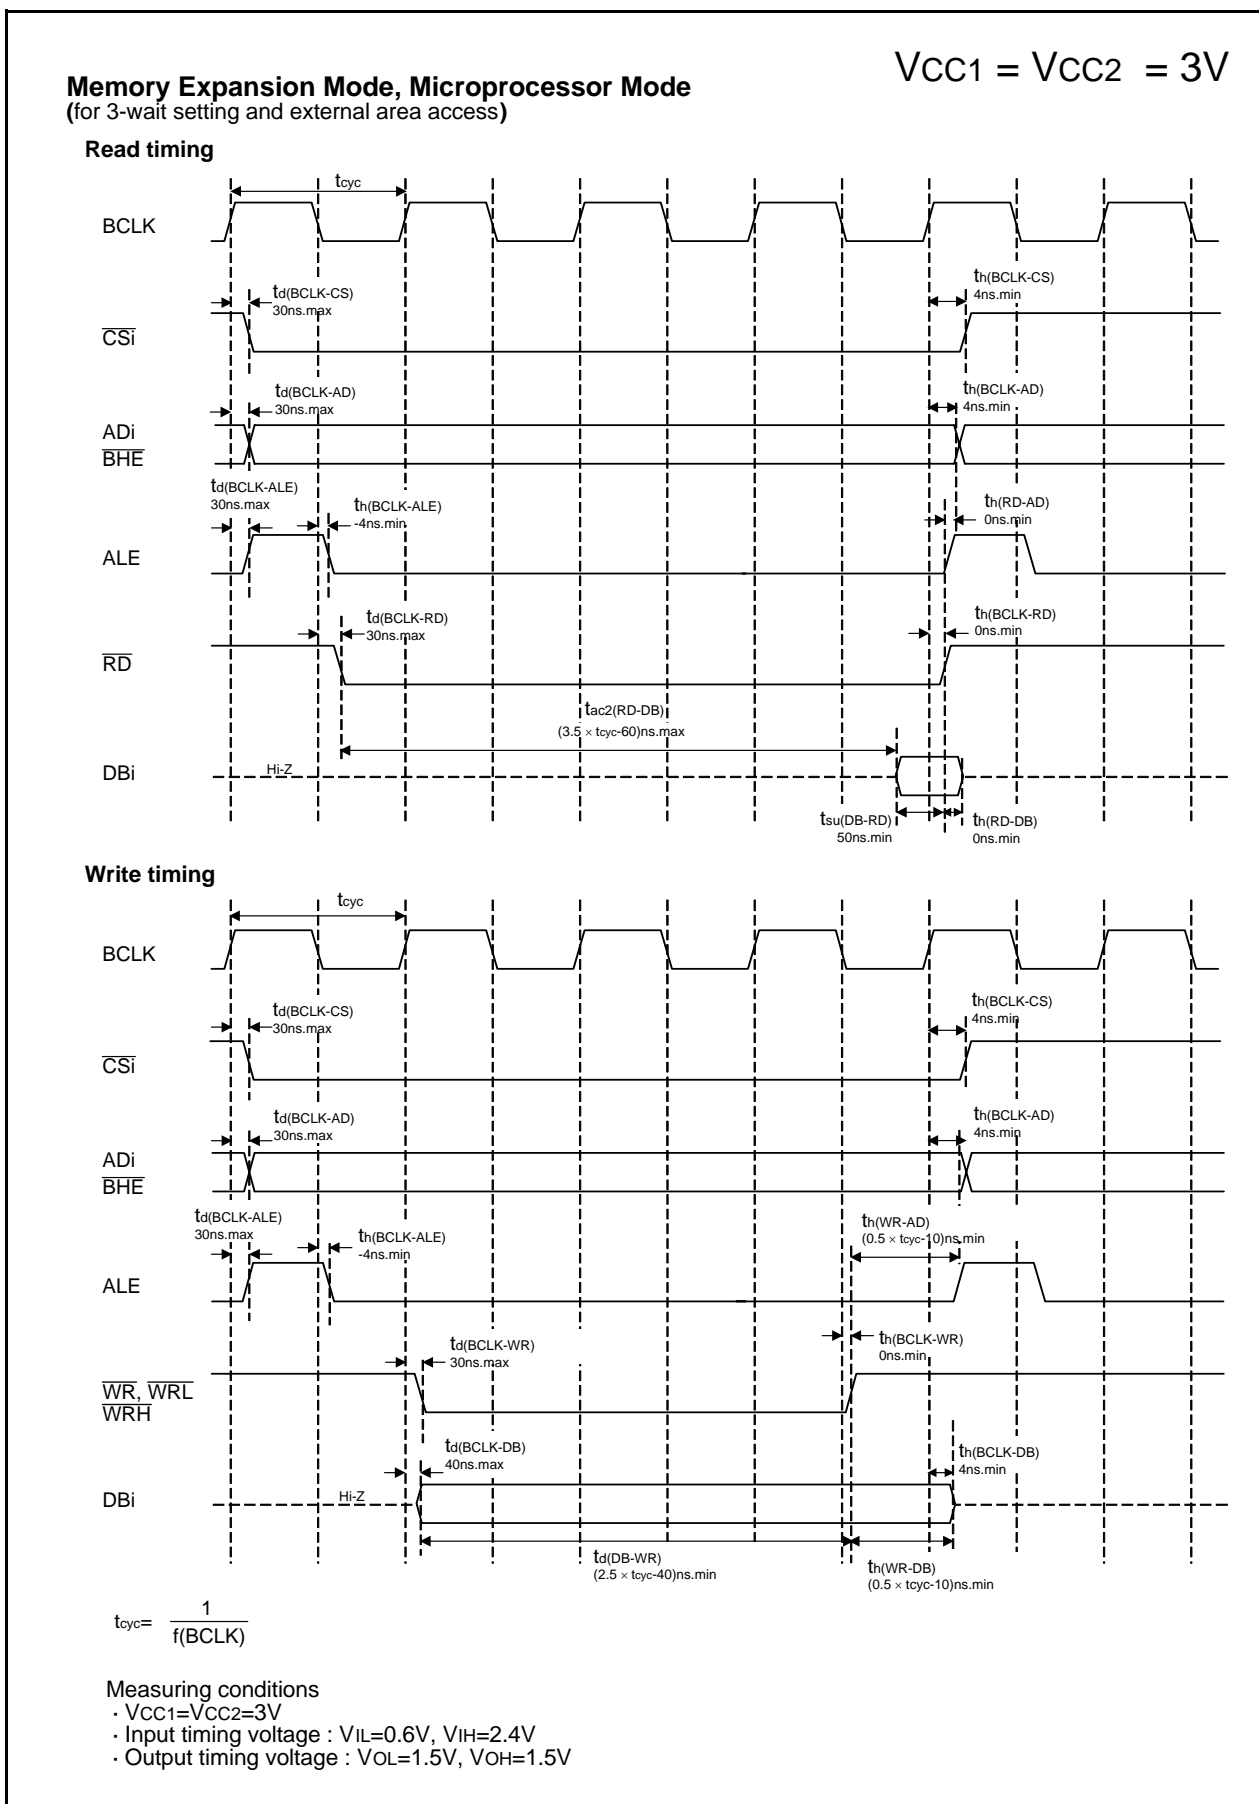 VCC1 = VCC2 = 3V
Memory Expansion Mode, Microprocessor Mode
(for 3-wait setting and external area access)
Read timing
tcyc
BCLK
td(BCLK-CS)
30ns.max
th(BCLK-CS)
4ns.min
CSi
td(BCLK-AD)
30ns.max
th(BCLK-AD)
4ns.min
ADi
BHE
td(BCLK-ALE)
30ns.max
th(BCLK-ALE)
-4ns.min
th(RD-AD)
0ns.min
ALE
td(BCLK-RD)
30ns.max
th(BCLK-RD)
0ns.min
RD
tac2(RD-DB)
(3.5 × tcyc-60)ns.max
DBi
Hi-Z
tsu(DB-RD)
50ns.min
th(RD-DB)
0ns.min
Write timing
tcyc
BCLK
td(BCLK-CS)
30ns.max
th(BCLK-CS)
4ns.min
CSi
td(BCLK-AD)
30ns.max
th(BCLK-AD)
4ns.min
ADi
BHE
td(BCLK-ALE)
30ns.max
th(BCLK-ALE)
-4ns.min
th(WR-AD)
(0.5 × tcyc-10)ns.min
ALE
td(BCLK-WR)
30ns.max
th(BCLK-WR)
0ns.min
WR, WRL
WRH
td(BCLK-DB)
40ns.max
th(BCLK-DB)
4ns.min
DBi
Hi-Z
td(DB-WR)
(2.5 × tcyc-40)ns.min
th(WR-DB)
(0.5 × tcyc-10)ns.min
tcyc= 1
f(BCLK)
Measuring conditions
· VCC1=VCC2=3V
· Input timing voltage : VIL=0.6V, VIH=2.4V
· Output timing voltage : VOL=1.5V, VOH=1.5V